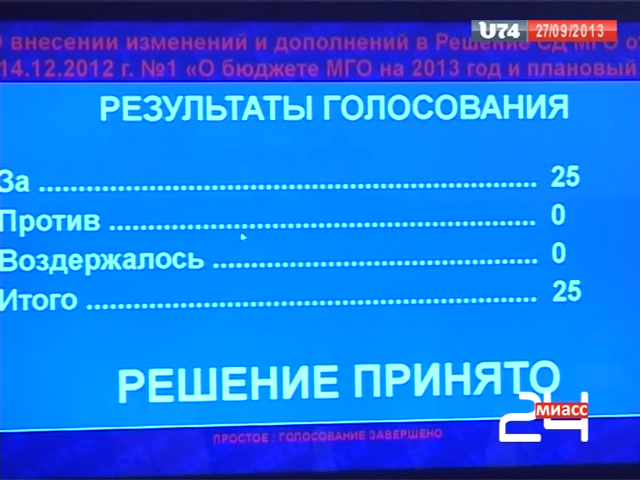 U74 27/09/2013
внесении изменений и дополнений в Решение СД МГО от
14.12.2012 г. №1 «О бюджете МГО на 2013 год и плановый
РЕЗУЛЬТАТЫ ГОЛОСОВАНИЯ
За 25
Против 0
Воздержалось 0
Итого 25
РЕШЕНИЕ ПРИНЯТО
24 МИАСС
ПРОСТОЕ : ГОЛОСОВАНИЕ ЗАВЕРШЕНО